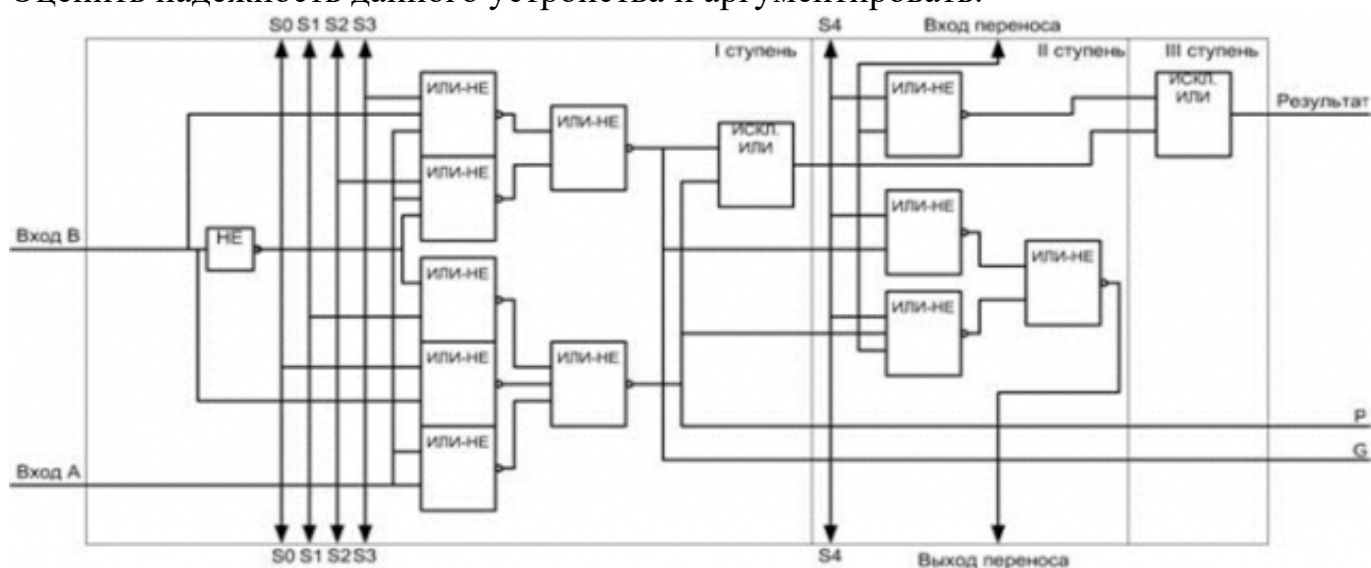 Оценить надежность данного устройства и аргументировать.
S0 S1 S2 S3
S4
Вход переноса
I ступень
II ступень
III ступень
ИЛИ-НЕ
ИЛИ-НЕ
ИЛИ-НЕ
ИСКЛ.
ИЛИ
ИЛИ-НЕ
ИСКЛ.
ИЛИ
Результат
ИЛИ-НЕ
ИЛИ-НЕ
Вход В
НЕ
ИЛИ-НЕ
ИЛИ-НЕ
ИЛИ-НЕ
ИЛИ-НЕ
ИЛИ-НЕ
P
ИЛИ-НЕ
G
Вход А
S0 S1 S2 S3
S4
Выход переноса